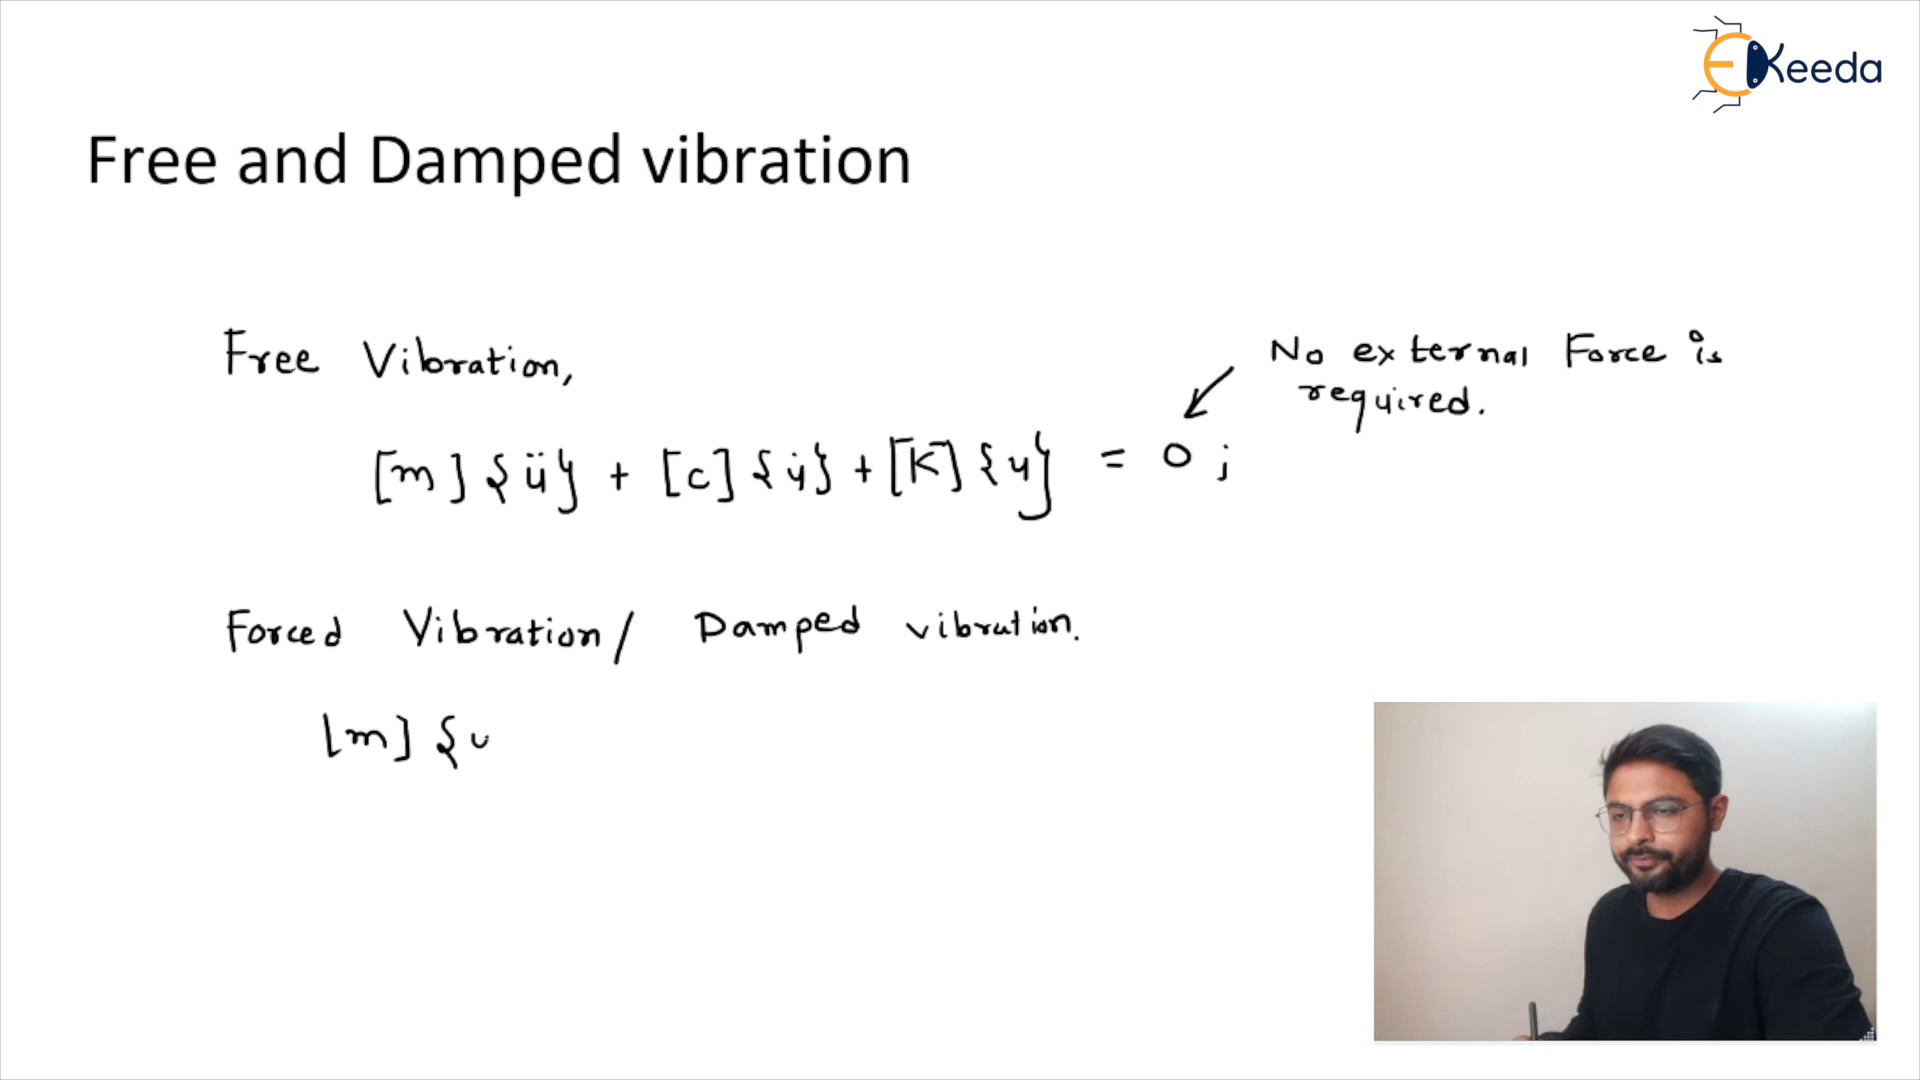 EKeeda
Free and Damped vibration
Free Vibration,
No external Force is
required.
[m] {ü} + [c] {u̇} + [K] {u} = 0 ;
Forced Vibration / Damped vibration.
[m] {u